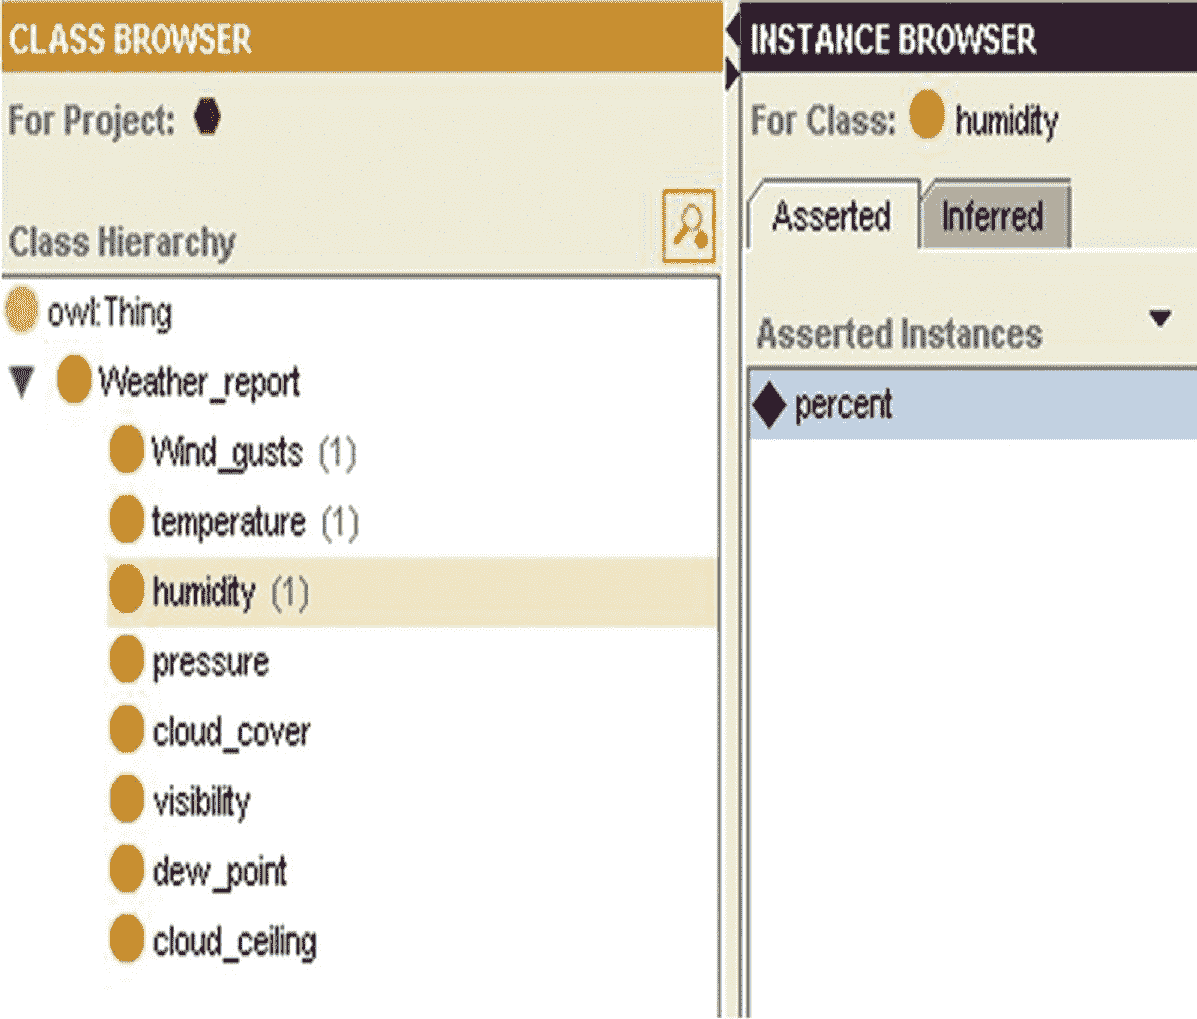 CLASS BROWSER
For Project:
Class Hierarchy
owl:Thing
Weather_report
Wind_gusts (1)
temperature (1)
humidity (1)
pressure
cloud_cover
visibility
dew_point
cloud_ceiling
INSTANCE BROWSER
For Class: humidity
Asserted Inferred
Asserted Instances
percent